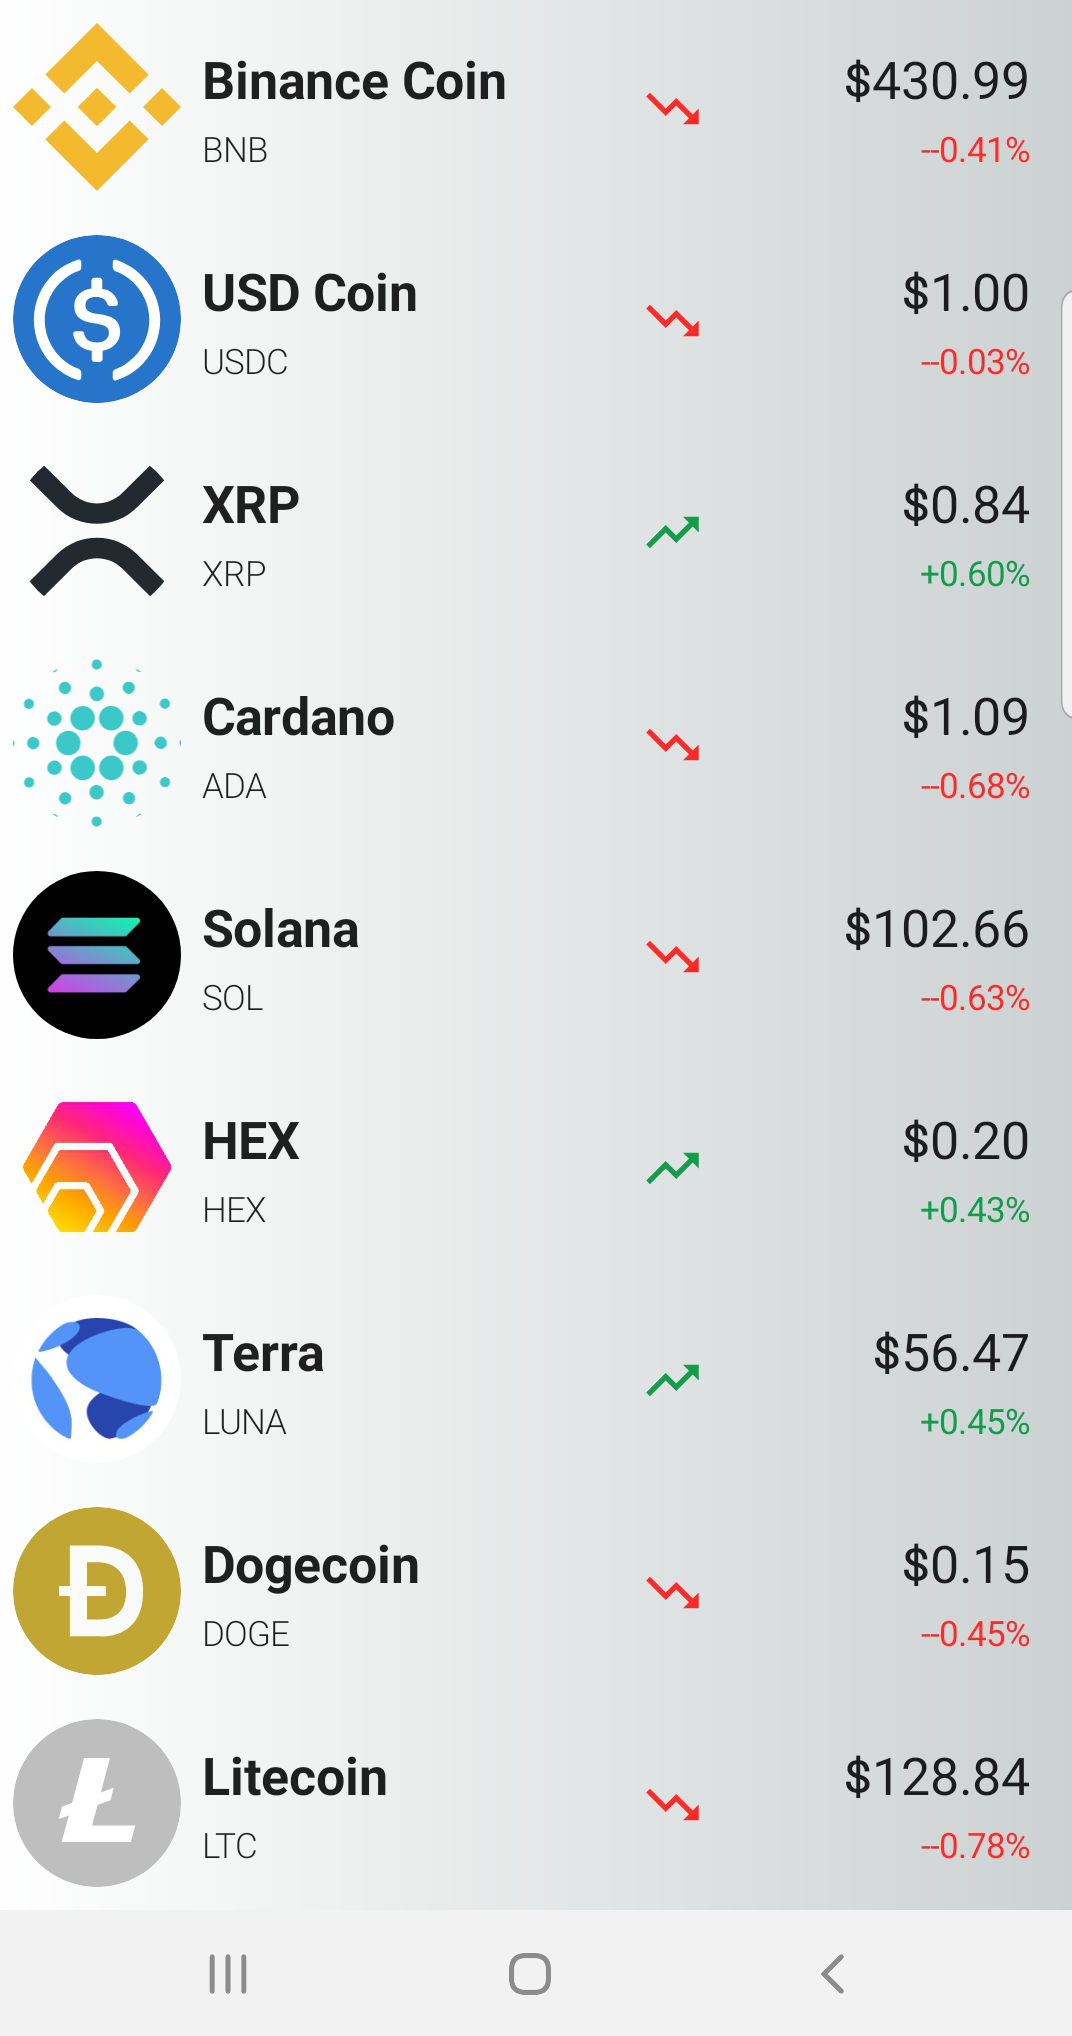 Binance Coin
$430.99
BNB
--0.41%
USD Coin
$1.00
USDC
--0.03%
XRP
$0.84
XRP
+0.60%
Cardano
$1.09
ADA
--0.68%
Solana
$102.66
SOL
--0.63%
HEX
$0.20
HEX
+0.43%
Terra
$56.47
LUNA
+0.45%
Dogecoin
$0.15
DOGE
--0.45%
Litecoin
$128.84
LTC
--0.78%